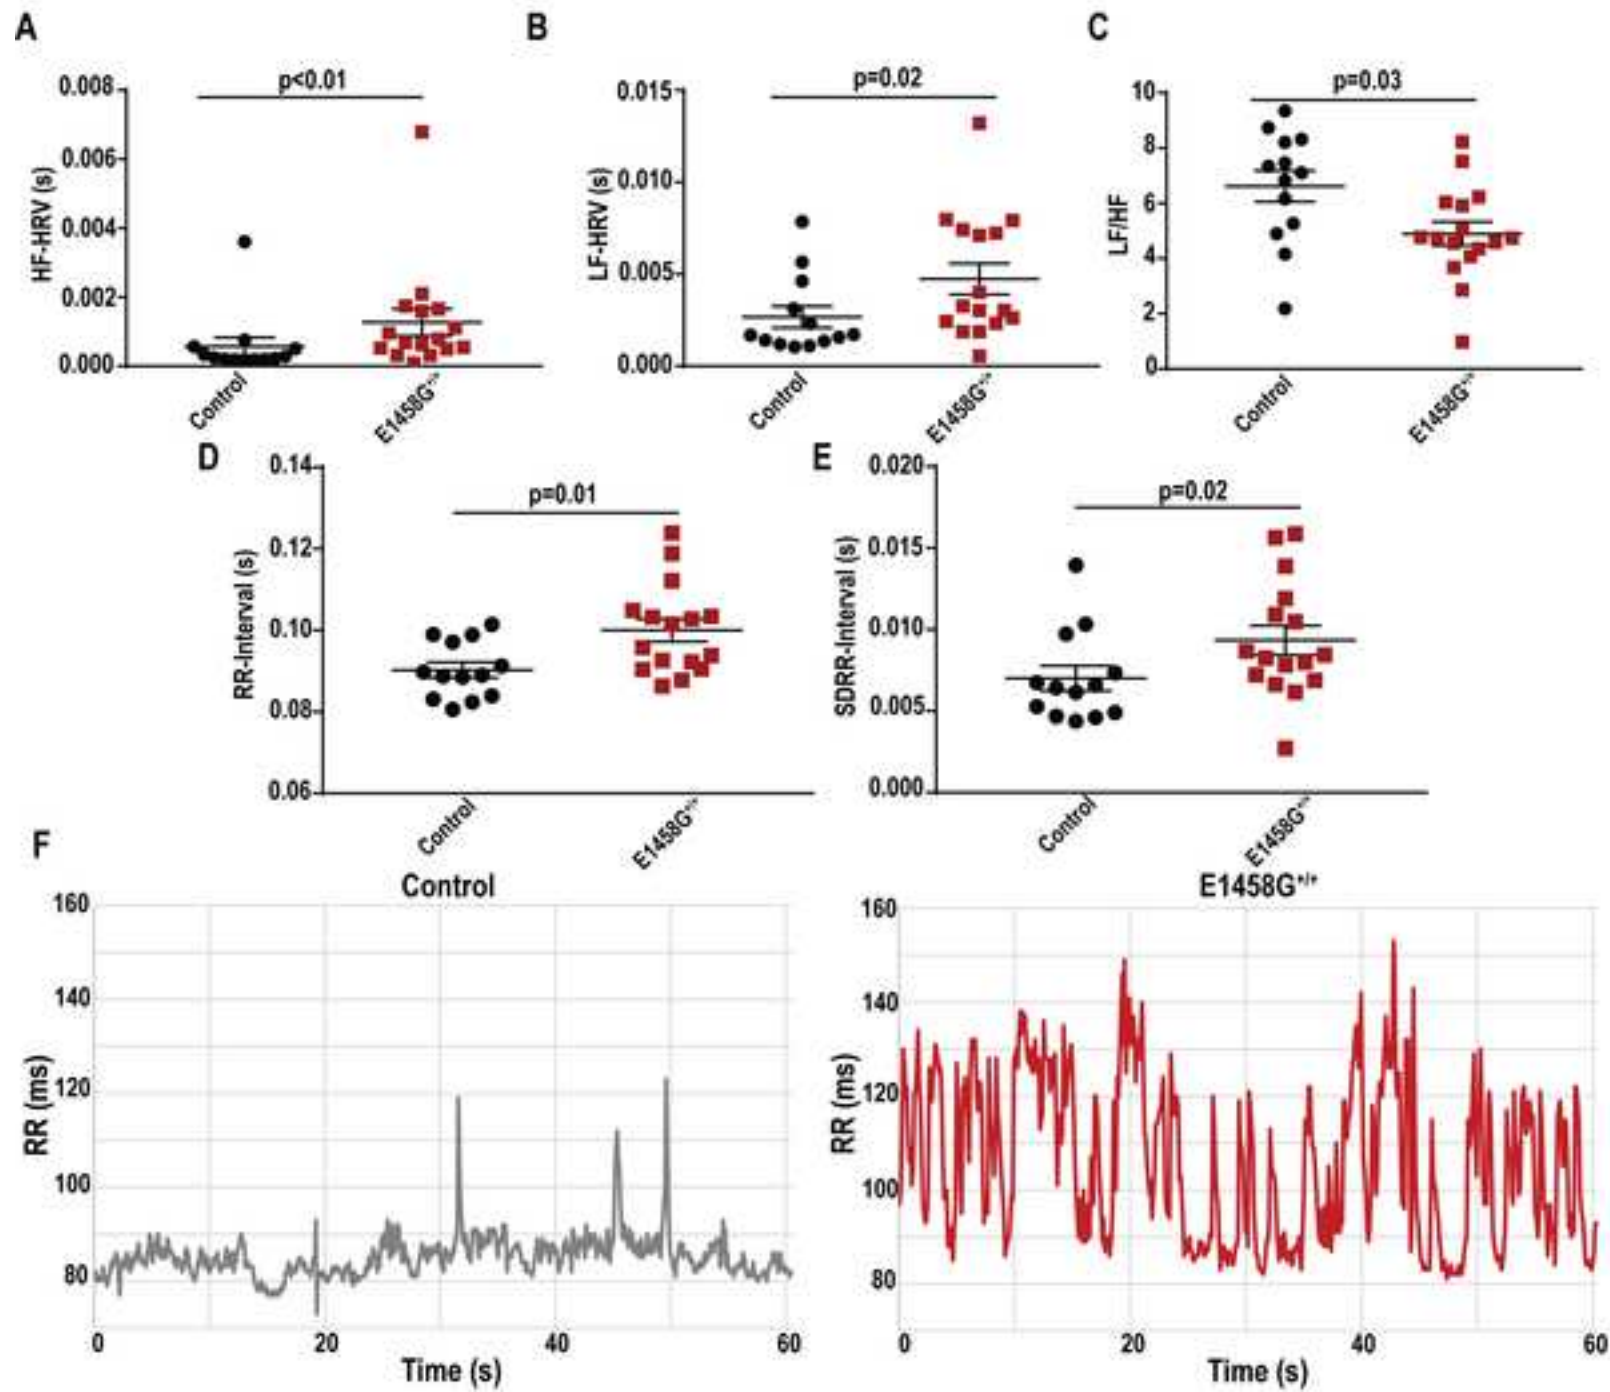 A
B
C
p<0.01
p=0.02
p=0.03
HF-HRV (s)
0.008
0.006
0.004
0.002
0.000
LF-HRV (s)
0.015
0.010
0.005
0.000
LF/HF
10
8
6
4
2
0
Control
E1458G⁺/⁺
Control
E1458G⁺/⁺
Control
E1458G⁺/⁺
D
E
p=0.01
p=0.02
RR-Interval (s)
0.14
0.12
0.10
0.08
0.06
SDRR-Interval (s)
0.020
0.015
0.010
0.005
0.000
Control
E1458G⁺/⁺
Control
E1458G⁺/⁺
F
Control
E1458G⁺/⁺
RR (ms)
160
140
120
100
80
0 20 40 60
Time (s)
RR (ms)
160
140
120
100
80
0 20 40 60
Time (s)